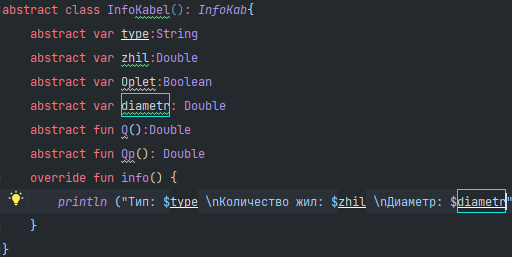 abstract class InfoKabel(): InfoKab{
abstract var type:String
abstract var zhil:Double
abstract var Oplet:Boolean
abstract var diametr: Double
abstract fun Q():Double
abstract fun Qp(): Double
override fun info() {
println ("Тип: $type \nКоличество жил: $zhil \nДиаметр: $diametr"
}
}